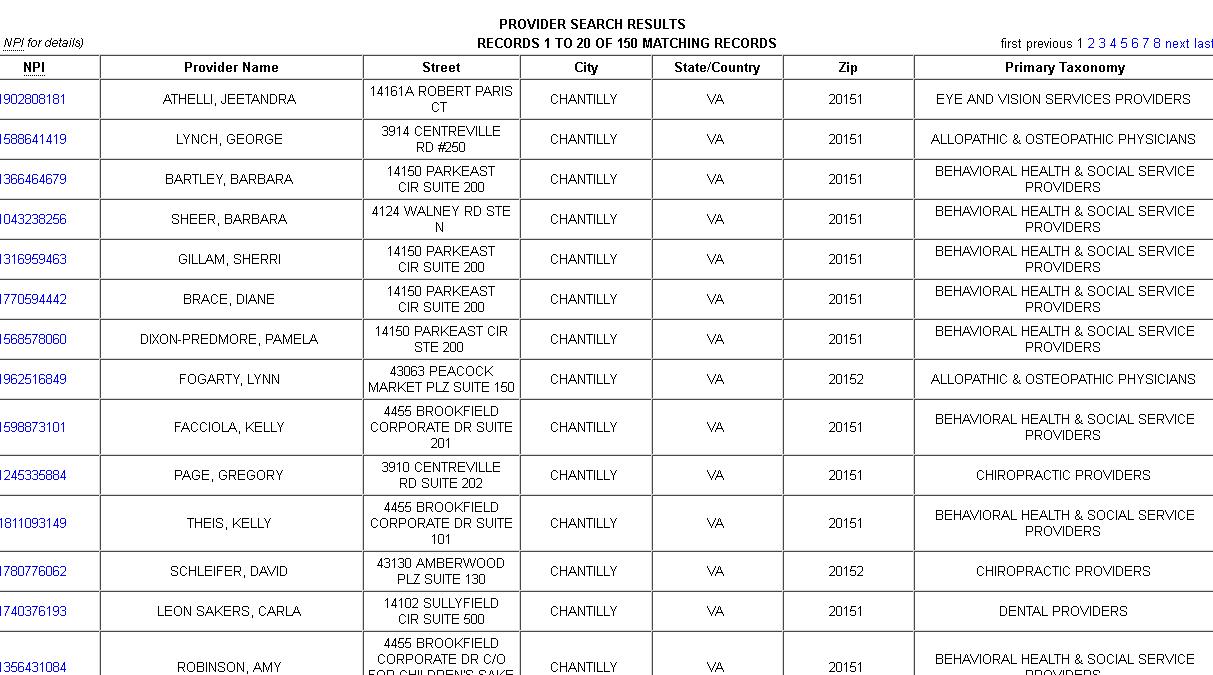 PROVIDER SEARCH RESULTS
NPI for details)
RECORDS 1 TO 20 OF 150 MATCHING RECORDS
first previous 1 2 3 4 5 6 7 8 next last
NPI Provider Name Street City State/Country Zip Primary Taxonomy
1902808181 ATHELLI, JEETANDRA 14161A ROBERT PARIS CT CHANTILLY VA 20151 EYE AND VISION SERVICES PROVIDERS
1588641419 LYNCH, GEORGE 3914 CENTREVILLE RD #250 CHANTILLY VA 20151 ALLOPATHIC & OSTEOPATHIC PHYSICIANS
1366464679 BARTLEY, BARBARA 14150 PARKEAST CIR SUITE 200 CHANTILLY VA 20151 BEHAVIORAL HEALTH & SOCIAL SERVICE PROVIDERS
1043238256 SHEER, BARBARA 4124 WALNEY RD STE N CHANTILLY VA 20151 BEHAVIORAL HEALTH & SOCIAL SERVICE PROVIDERS
1316959463 GILLAM, SHERRI 14150 PARKEAST CIR SUITE 200 CHANTILLY VA 20151 BEHAVIORAL HEALTH & SOCIAL SERVICE PROVIDERS
1770594442 BRACE, DIANE 14150 PARKEAST CIR SUITE 200 CHANTILLY VA 20151 BEHAVIORAL HEALTH & SOCIAL SERVICE PROVIDERS
1568578060 DIXON-PREDMORE, PAMELA 14150 PARKEAST CIR STE 200 CHANTILLY VA 20151 BEHAVIORAL HEALTH & SOCIAL SERVICE PROVIDERS
1962516849 FOGARTY, LYNN 43063 PEACOCK MARKET PLZ SUITE 150 CHANTILLY VA 20152 ALLOPATHIC & OSTEOPATHIC PHYSICIANS
1598873101 FACCIOLA, KELLY 4455 BROOKFIELD CORPORATE DR SUITE 201 CHANTILLY VA 20151 BEHAVIORAL HEALTH & SOCIAL SERVICE PROVIDERS
1245335884 PAGE, GREGORY 3910 CENTREVILLE RD SUITE 202 CHANTILLY VA 20151 CHIROPRACTIC PROVIDERS
1811093149 THEIS, KELLY 4455 BROOKFIELD CORPORATE DR SUITE 101 CHANTILLY VA 20151 BEHAVIORAL HEALTH & SOCIAL SERVICE PROVIDERS
1780776062 SCHLEIFER, DAVID 43130 AMBERWOOD PLZ SUITE 130 CHANTILLY VA 20152 CHIROPRACTIC PROVIDERS
1740376193 LEON SAKERS, CARLA 14102 SULLYFIELD CIR SUITE 500 CHANTILLY VA 20151 DENTAL PROVIDERS
1356431084 ROBINSON, AMY 4455 BROOKFIELD CORPORATE DR C/O FOR CHILDREN'S SAKE CHANTILLY VA 20151 BEHAVIORAL HEALTH & SOCIAL SERVICE PROVIDERS